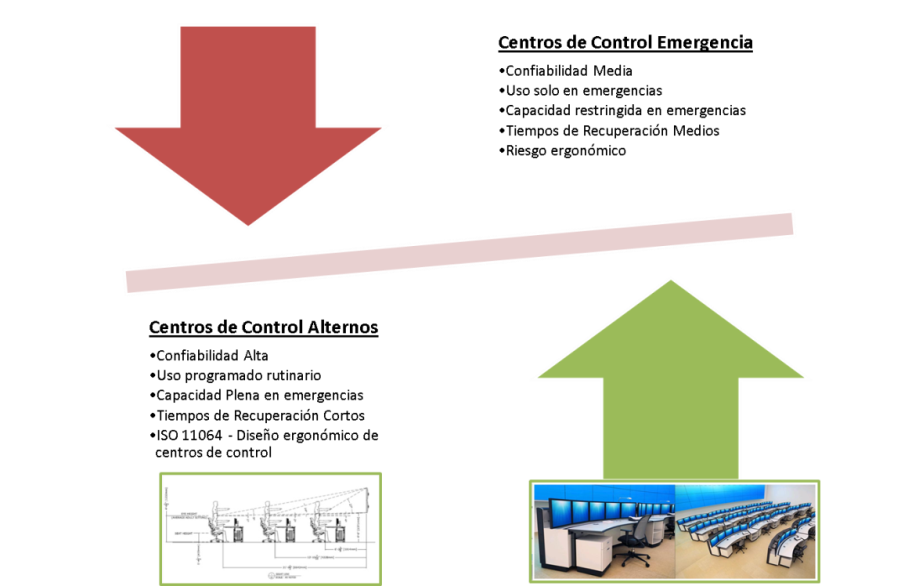 Centros de Control Emergencia
•Confiabilidad Media
•Uso solo en emergencias
•Capacidad restringida en emergencias
•Tiempos de Recuperación Medios
•Riesgo ergonómico
Centros de Control Alternos
•Confiabilidad Alta
•Uso programado rutinario
•Capacidad Plena en emergencias
•Tiempos de Recuperación Cortos
•ISO 11064 - Diseño ergonómico de
centros de control